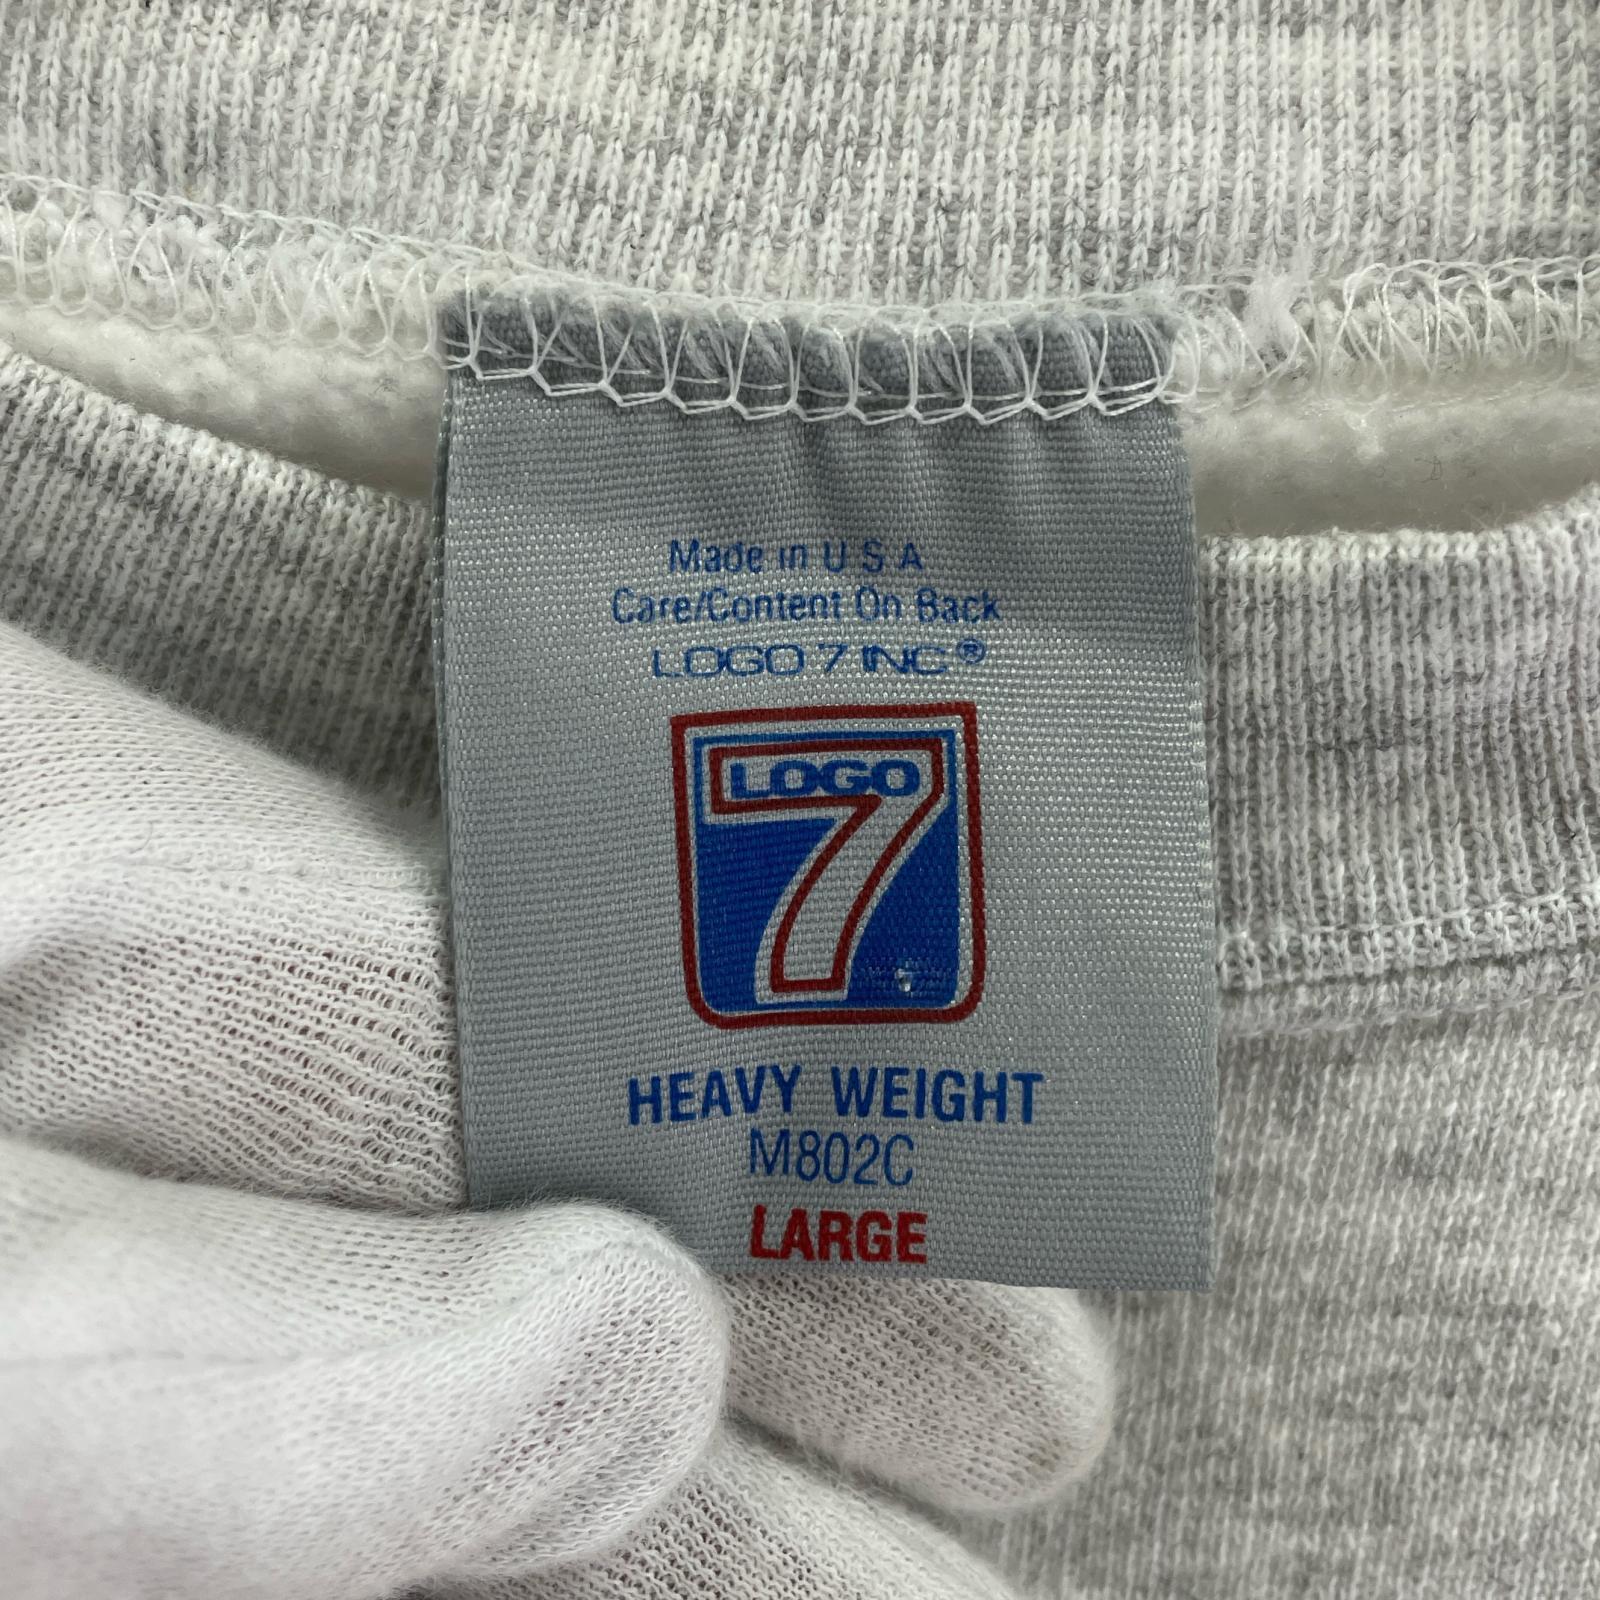 Made in U S A
Care/Content On Back
LOGO 7 INC®
LOGO
7
HEAVY WEIGHT
M802C
LARGE